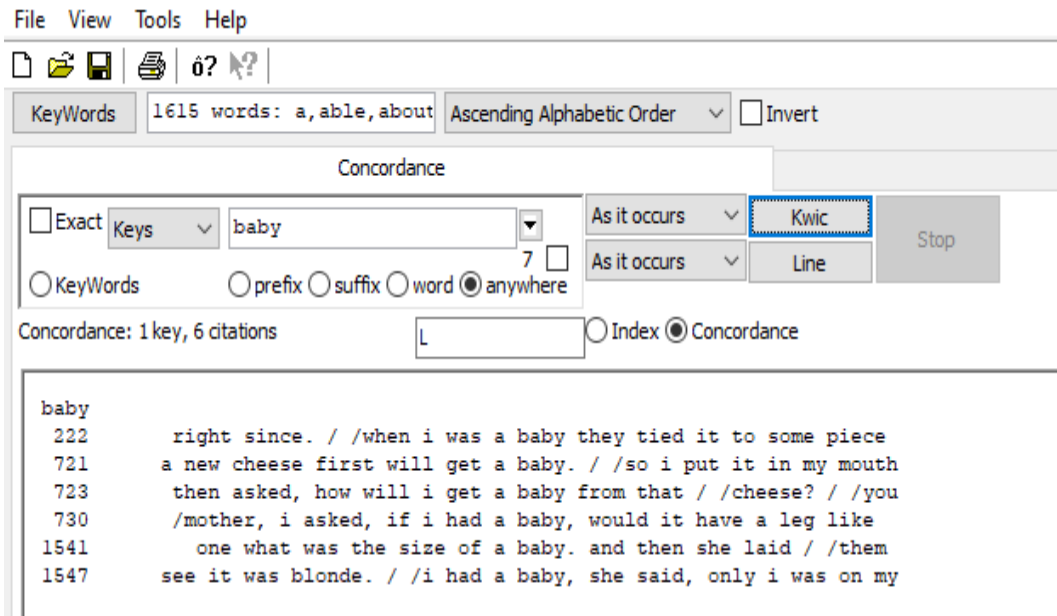 File View Tools Help
ô? ?
KeyWords 1615 words: a,able,about Ascending Alphabetic Order Invert
Concordance
Exact Keys baby As it occurs Kwic Stop
7 As it occurs Line
KeyWords prefix suffix word anywhere
Concordance: 1 key, 6 citations L Index Concordance
baby
222 right since. / /when i was a baby they tied it to some piece
721 a new cheese first will get a baby. / /so i put it in my mouth
723 then asked, how will i get a baby from that / /cheese? / /you
730 /mother, i asked, if i had a baby, would it have a leg like
1541 one what was the size of a baby. and then she laid / /them
1547 see it was blonde. / /i had a baby, she said, only i was on my